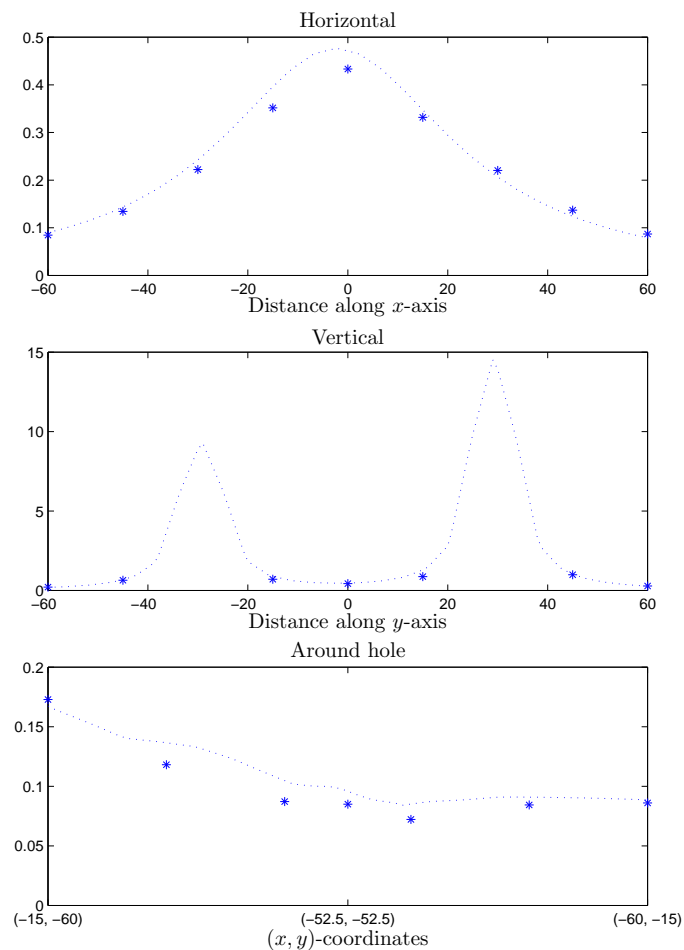 Horizontal
0.5
0.4
0.3
0.2
0.1
0
−60 −40 −20 0 20 40 60
Distance along x-axis
Vertical
15
10
5
0
−60 −40 −20 0 20 40 60
Distance along y-axis
Around hole
0.2
0.15
0.1
0.05
0
(−15, −60) (−52.5, −52.5) (−60, −15)
(x, y)-coordinates